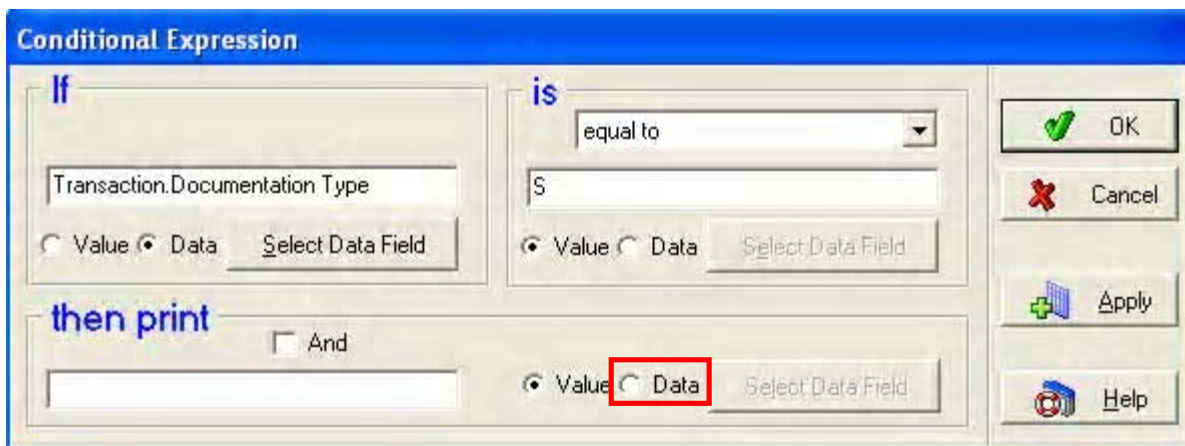 Conditional Expression
If
Transaction.Documentation Type
Value Data Select Data Field
is
equal to
S
Value Data Select Data Field
then print
And
Value Data Select Data Field
OK
Cancel
Apply
Help